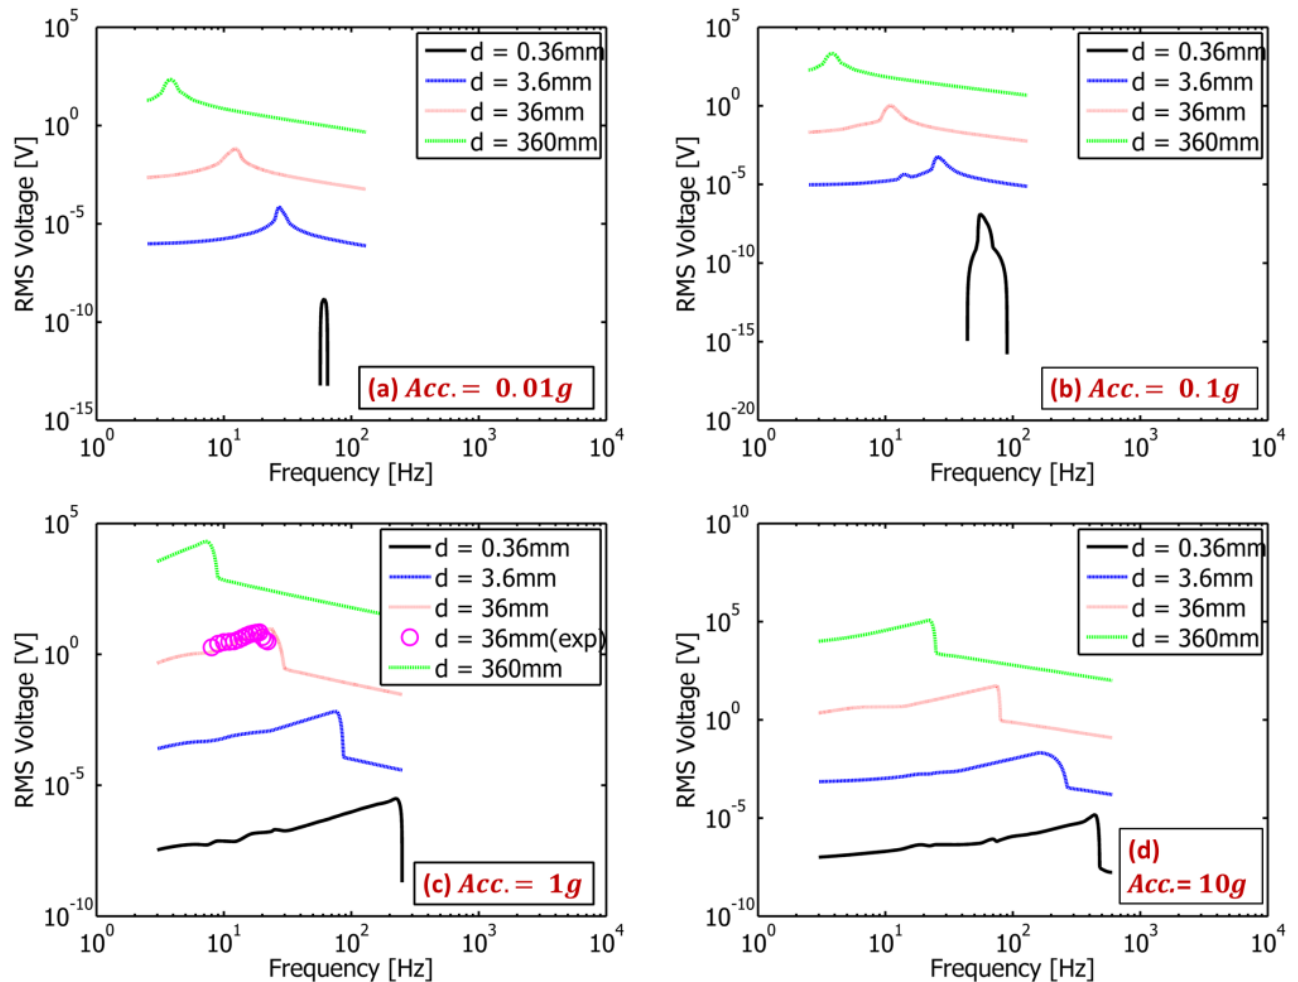 10^5
10^0
10^-5
10^-10
10^-15
RMS Voltage [V]
d = 0.36mm
d = 3.6mm
d = 36mm
d = 360mm
(a) Acc. = 0.01g
10^0 10^1 10^2 10^3 10^4
Frequency [Hz]
10^5
10^0
10^-5
10^-10
10^-15
10^-20
RMS Voltage [V]
d = 0.36mm
d = 3.6mm
d = 36mm
d = 360mm
(b) Acc. = 0.1g
10^0 10^1 10^2 10^3 10^4
Frequency [Hz]
10^5
10^0
10^-5
10^-10
RMS Voltage [V]
d = 0.36mm
d = 3.6mm
d = 36mm
d = 36mm(exp)
d = 360mm
(c) Acc. = 1g
10^0 10^1 10^2 10^3 10^4
Frequency [Hz]
10^10
10^5
10^0
10^-5
10^-10
RMS Voltage [V]
d = 0.36mm
d = 3.6mm
d = 36mm
d = 360mm
(d)
Acc.= 10g
10^0 10^1 10^2 10^3 10^4
Frequency [Hz]